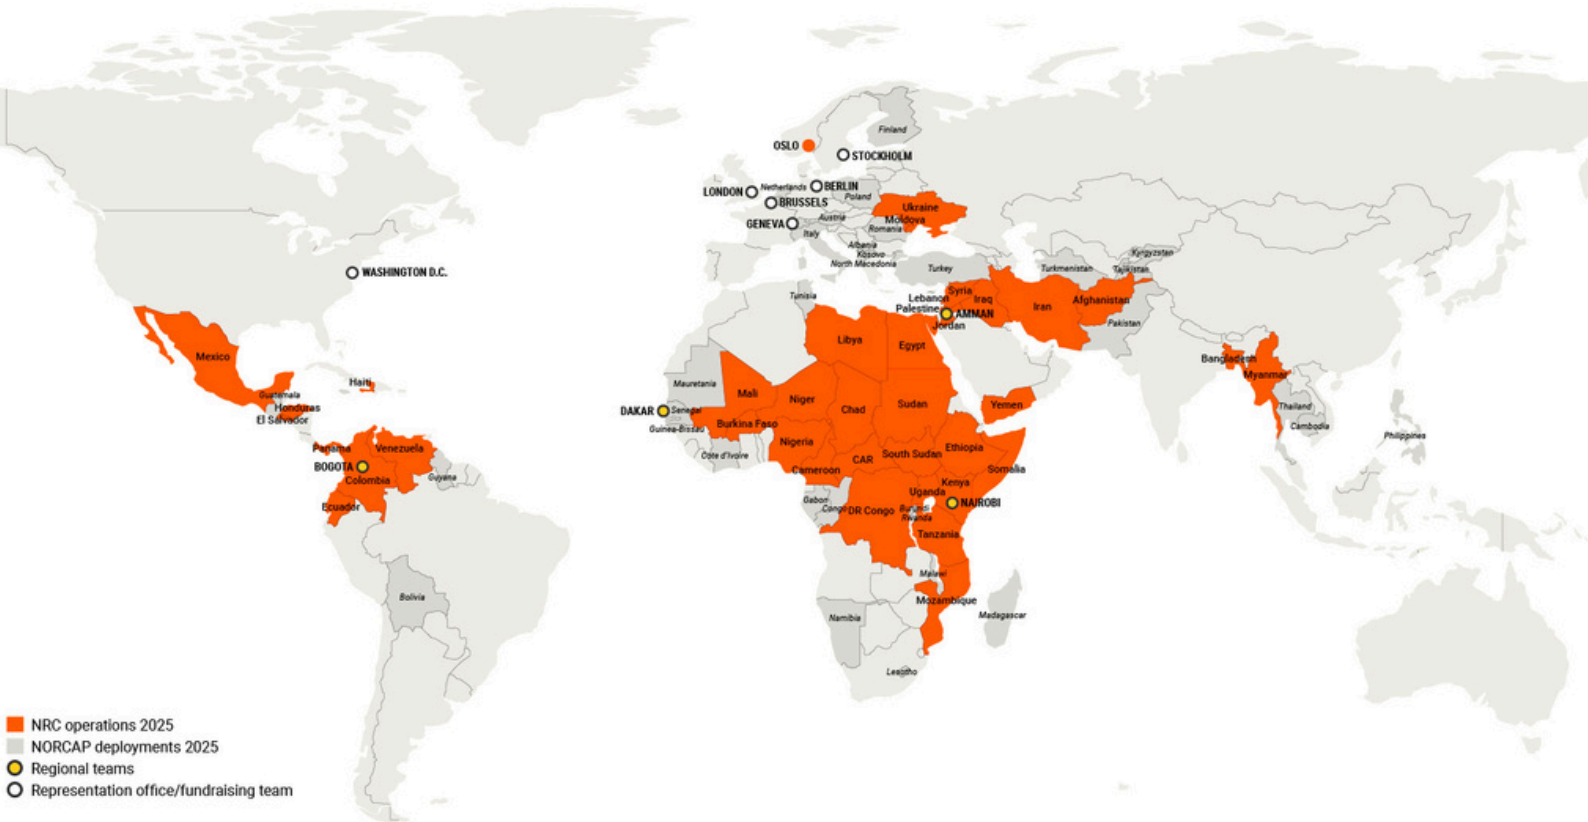 Finland
OSLO
STOCKHOLM
LONDON
Netherlands
BERLIN
BRUSSELS
Poland
Ukraine
GENEVA
Austria
Moldova
Italy
Romania
Albania
Kosovo
North Macedonia
Kyrgyzstan
WASHINGTON D.C.
Turkey
Turkmenistan
Tajikistan
Tunisia
Lebanon
Syria
Iraq
Iran
Afghanistan
Palestine
AMMAN
Jordan
Pakistan
Libya
Egypt
Mexico
Bangladesh
Myanmar
Haiti
Mauretania
Guatemala
Mali
Niger
Honduras
El Salvador
DAKAR
Senegal
Chad
Sudan
Yemen
Thailand
Guinea-Bissau
Burkina Faso
Cambodia
Philippines
Panama
Venezuela
Nigeria
Ethiopia
Côte d'Ivoire
CAR
South Sudan
BOGOTA
Colombia
Guyana
Cameroon
Somalia
Kenya
Uganda
Gabon
Congo
DR Congo
Burundi
Rwanda
NAIROBI
Ecuador
Tanzania
Malawi
Bolivia
Mozambique
Namibia
Madagascar
Lesotho
NRC operations 2025
NORCAP deployments 2025
Regional teams
Representation office/fundraising team